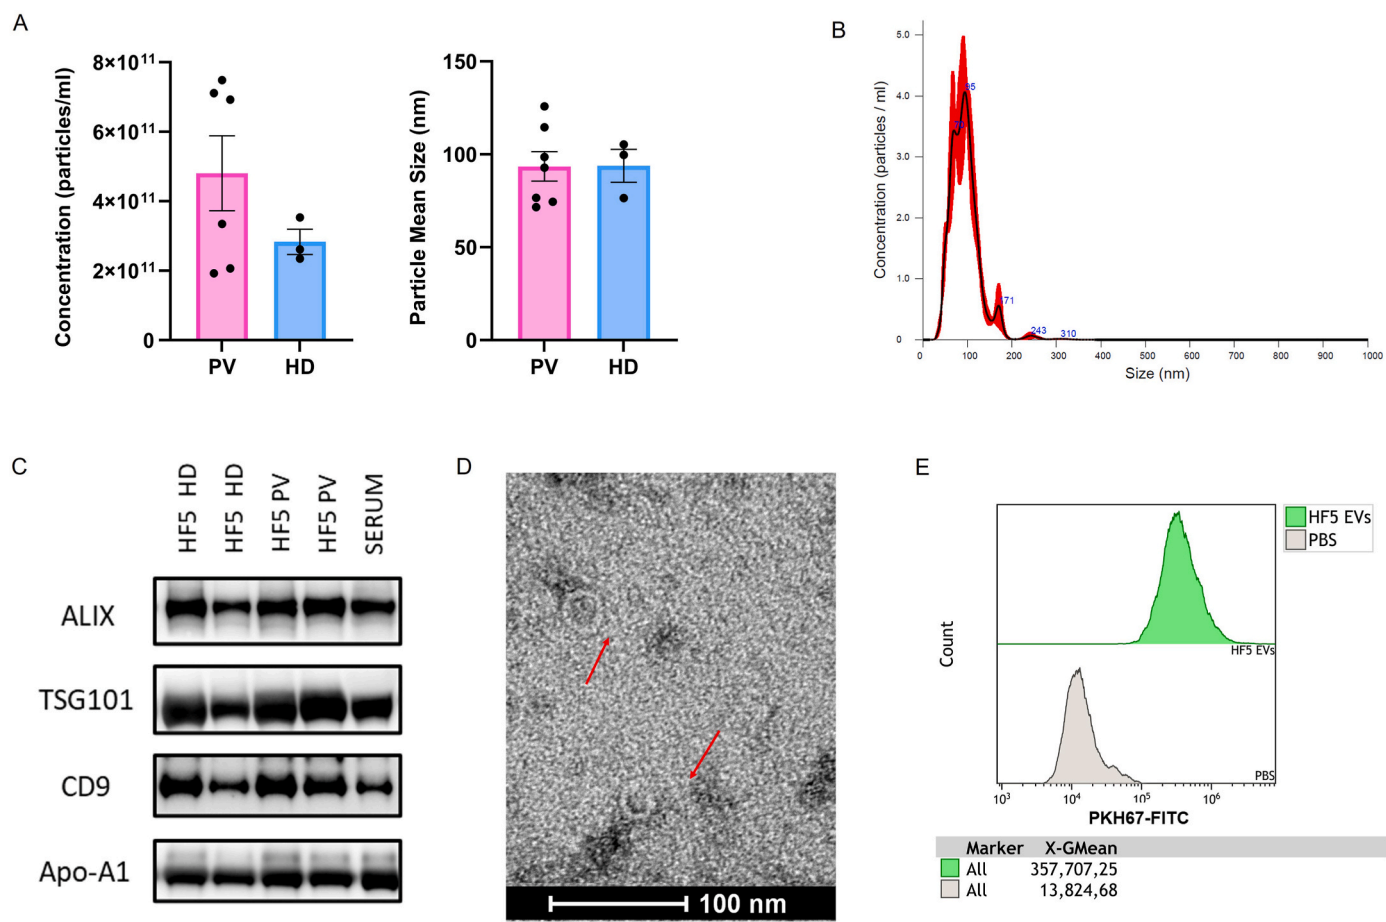 A
Concentration (particles/ml)
8×10¹¹
6×10¹¹
4×10¹¹
2×10¹¹
0
PV
HD
Particle Mean Size (nm)
150
100
50
0
PV
HD
B
Concentration (particles / ml)
5.0
4.0
3.0
2.0
1.0
0
95
171
243
310
0
100
200
300
400
500
600
700
800
900
1000
Size (nm)
C
HF5 HD
HF5 HD
HF5 PV
HF5 PV
SERUM
ALIX
TSG101
CD9
Apo-A1
D
100 nm
E
HF5 EVs
PBS
Count
HF5 EVs
PBS
10³
10⁴
10⁵
10⁶
PKH67-FITC
Marker X-GMean
All 357,707,25
All 13,824,68